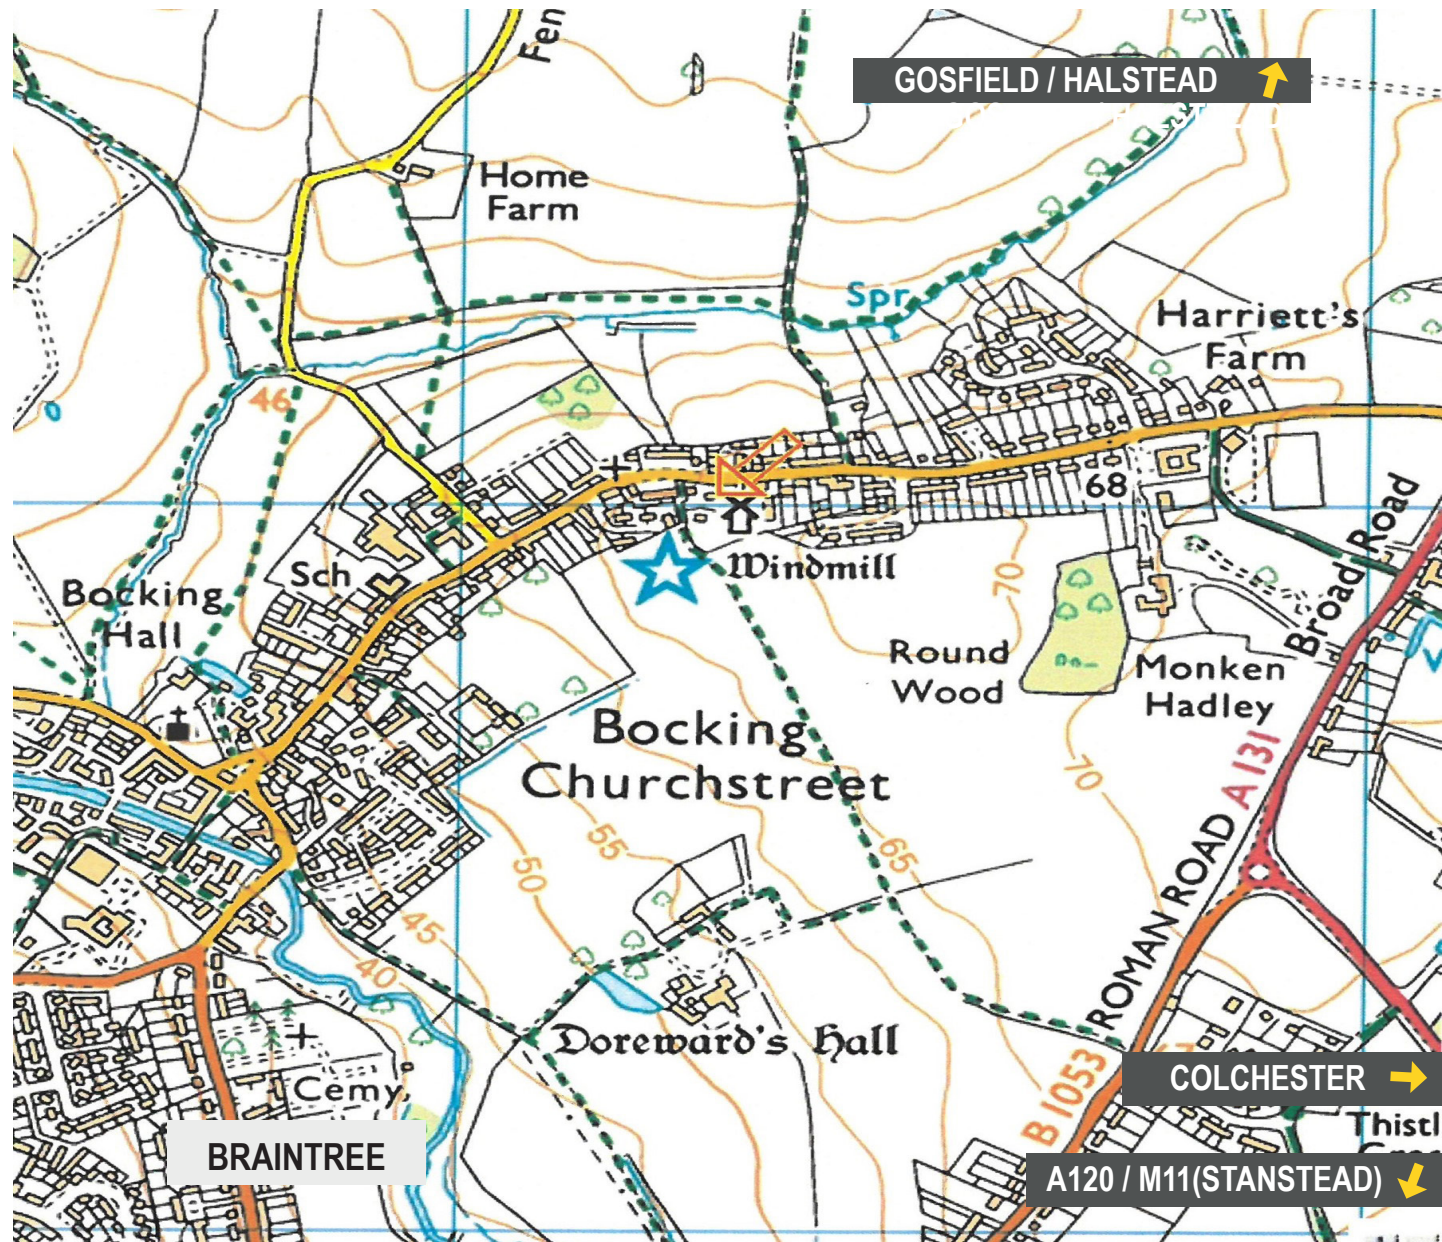 Fen
GOSFIELD / HALSTEAD
Home
Farm
Spr
Harriett's
Farm
46
68
Broad Road
Sch
Windmill
70
Bocking
Hall
Round
Wood
Monken
Hadley
Bocking
Churchstreet
70
ROMAN ROAD A 131
55
65
50
45
40
Doreward's Hall
Cemy
B 1053
COLCHESTER
Thistl
BRAINTREE
A120 / M11(STANSTEAD)